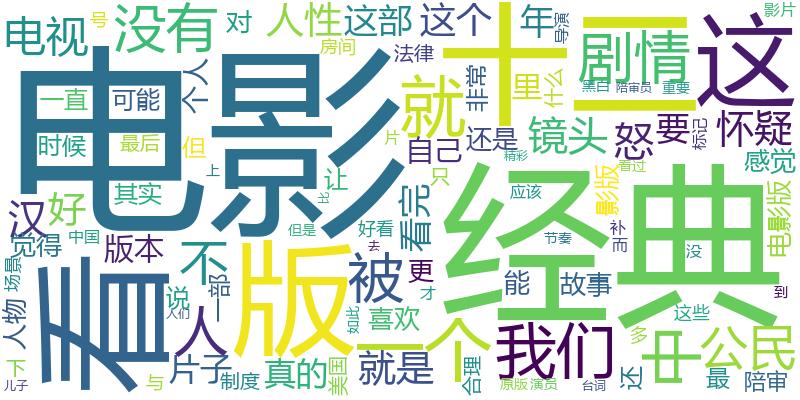 电影
经典
看
版
这
十二
剧情
一个
我们
就
没有
人
被
中
公民
不
电视
人性
这部
这个
年
对
号
房间
法律
导演
影片
里
什么
非常
黑白
陪审员
重要
一直
可能
个人
时候
最后
但
自己
还是
镜头
怒
要
标记
怀疑
感觉
其实
上
让
片
只
精彩
看过
应该
影版
电影版
汉
好
觉得
中国
版本
说
一部
比
但是
好看
看完
去
更
节奏
补
而
没
到
场景
人物
人们
如此
喜欢
才
能
故事
这些
多
下
儿子
与
片子
制度
真的
美国
就是
合理
原版
演员
台词
还
最
陪审